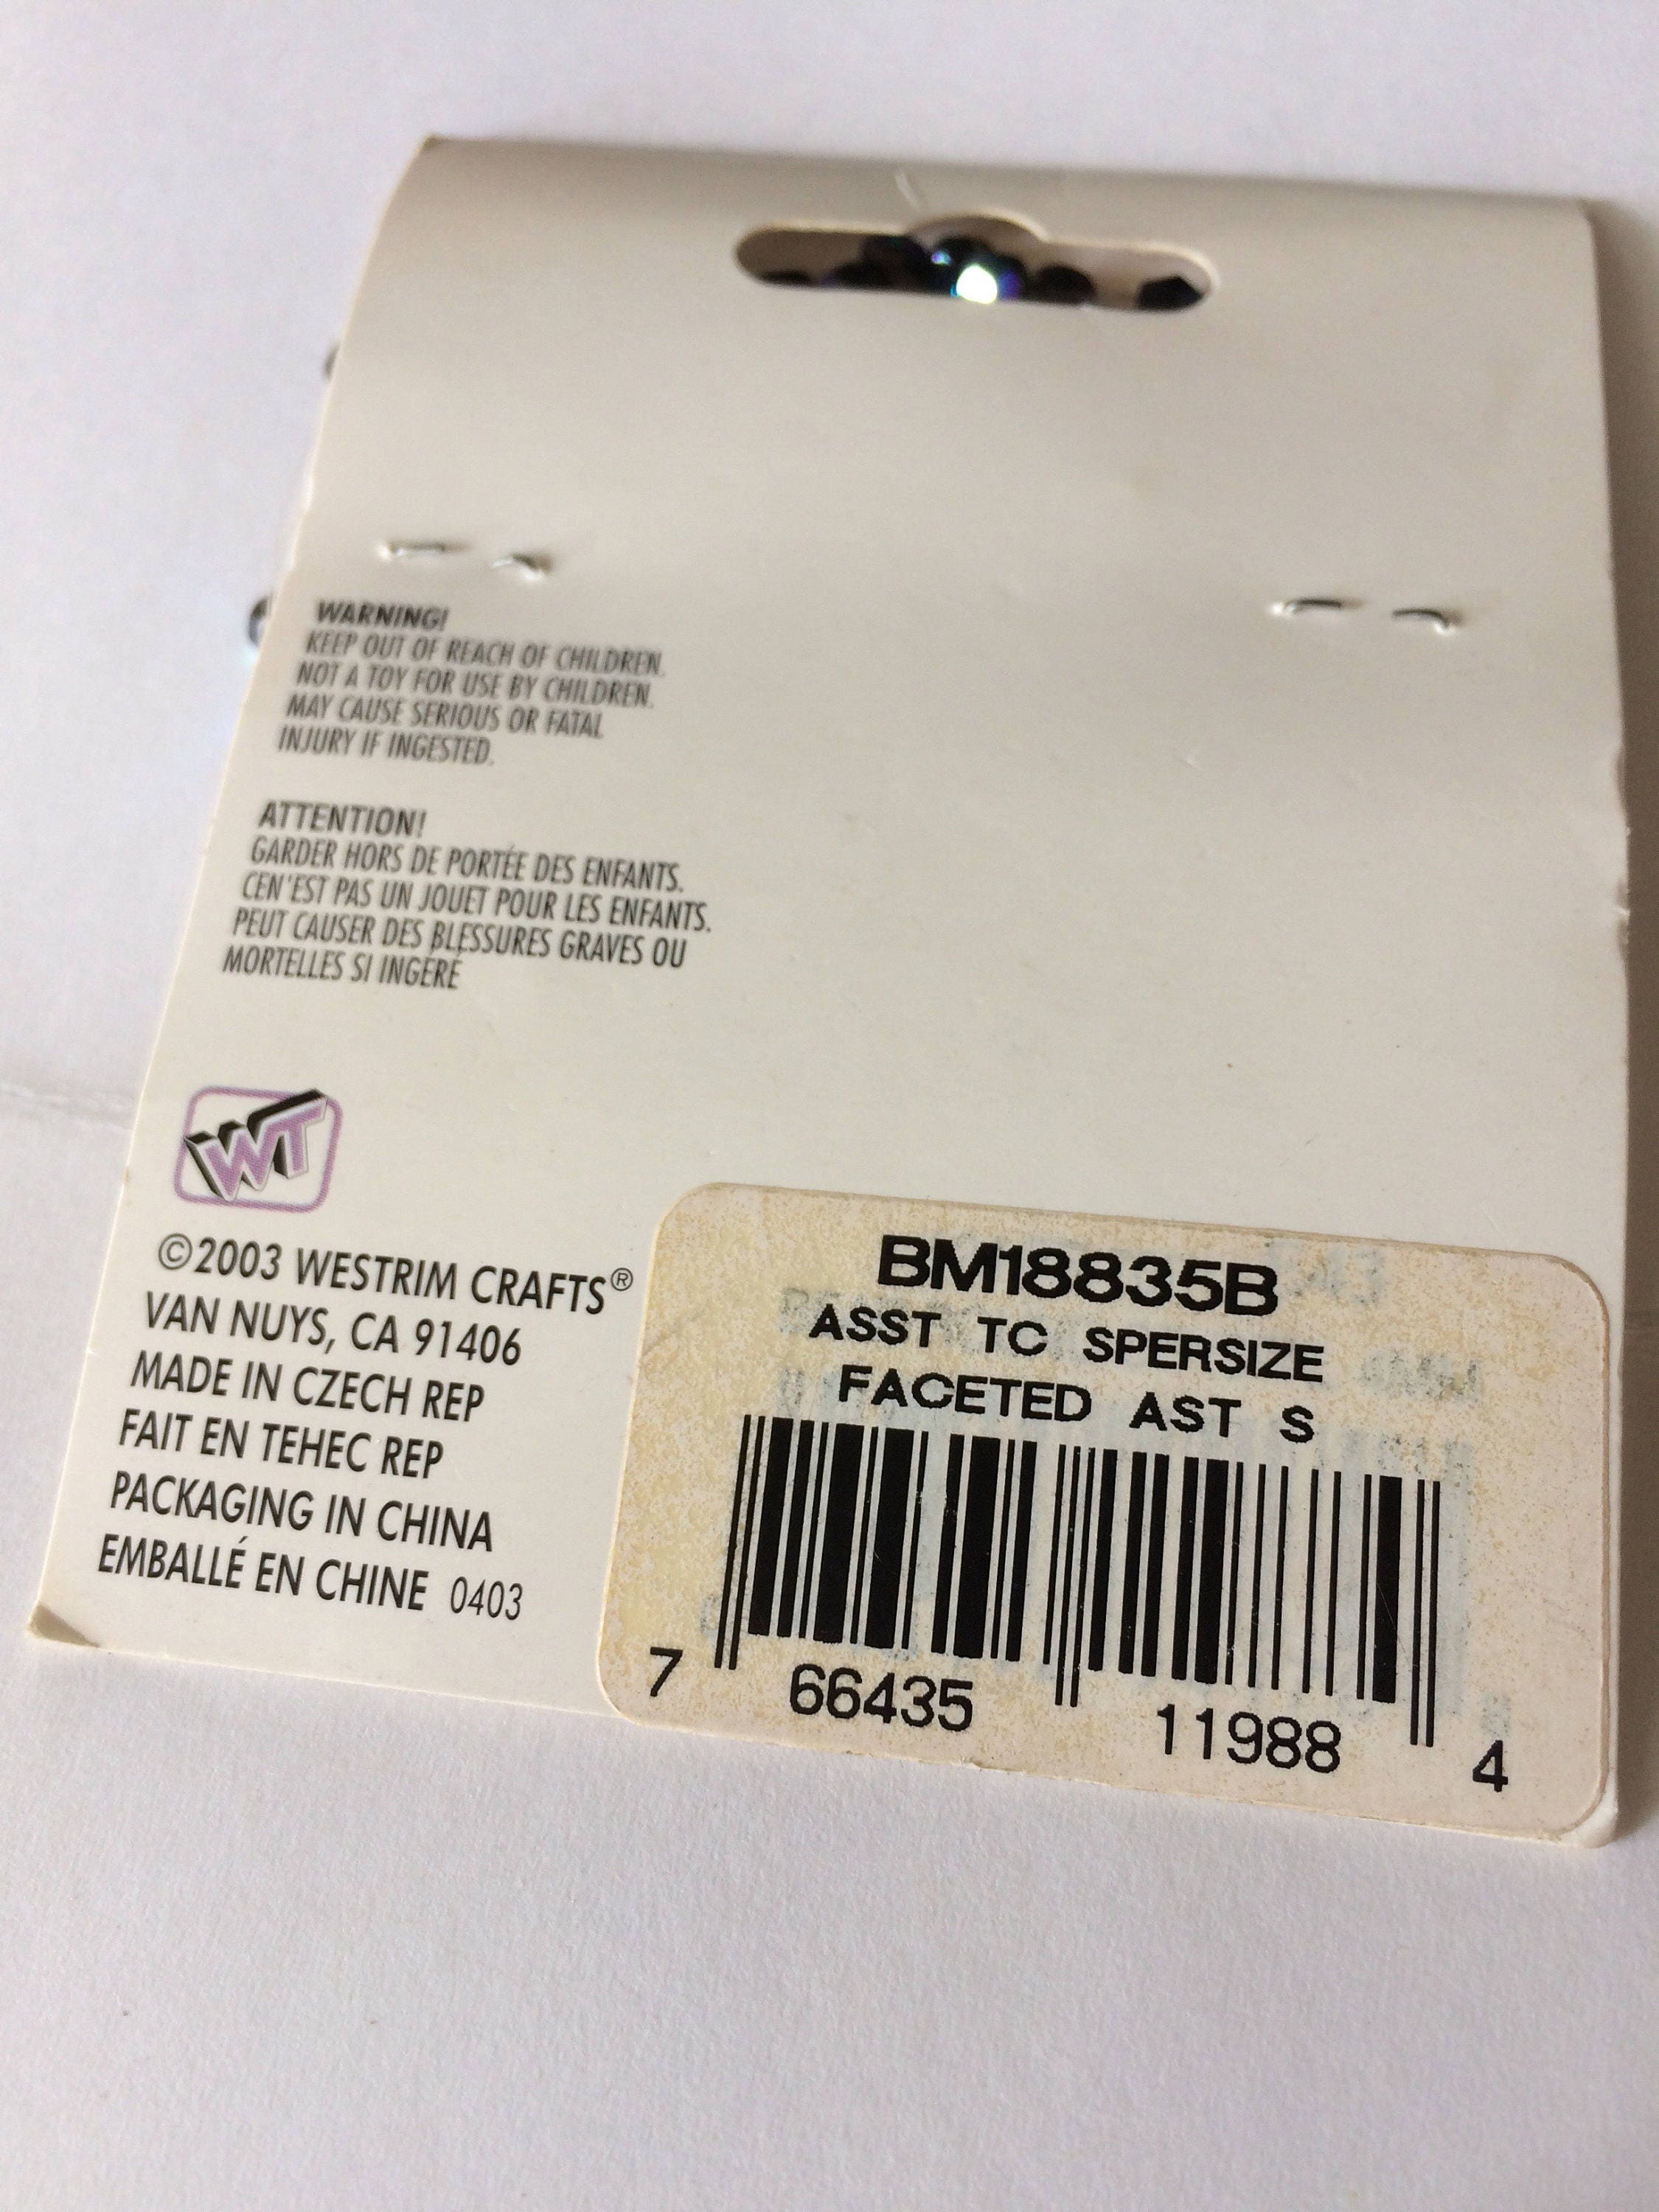 WARNING!
KEEP OUT OF REACH OF CHILDREN.
NOT A TOY FOR USE BY CHILDREN.
MAY CAUSE SERIOUS OR FATAL
INJURY IF INGESTED.
ATTENTION!
GARDER HORS DE PORTÉE DES ENFANTS.
CEN'EST PAS UN JOUET POUR LES ENFANTS.
PEUT CAUSER DES BLESSURES GRAVES OU
MORTELLES SI INGÉRÉ
WT
©2003 WESTRIM CRAFTS®
VAN NUYS, CA 91406
MADE IN CZECH REP
FAIT EN TEHEC REP
PACKAGING IN CHINA
EMBALLÉ EN CHINE 0403
BM18835B
ASST TC SPERSIZE
FACETED AST S
7 66435 11988 4